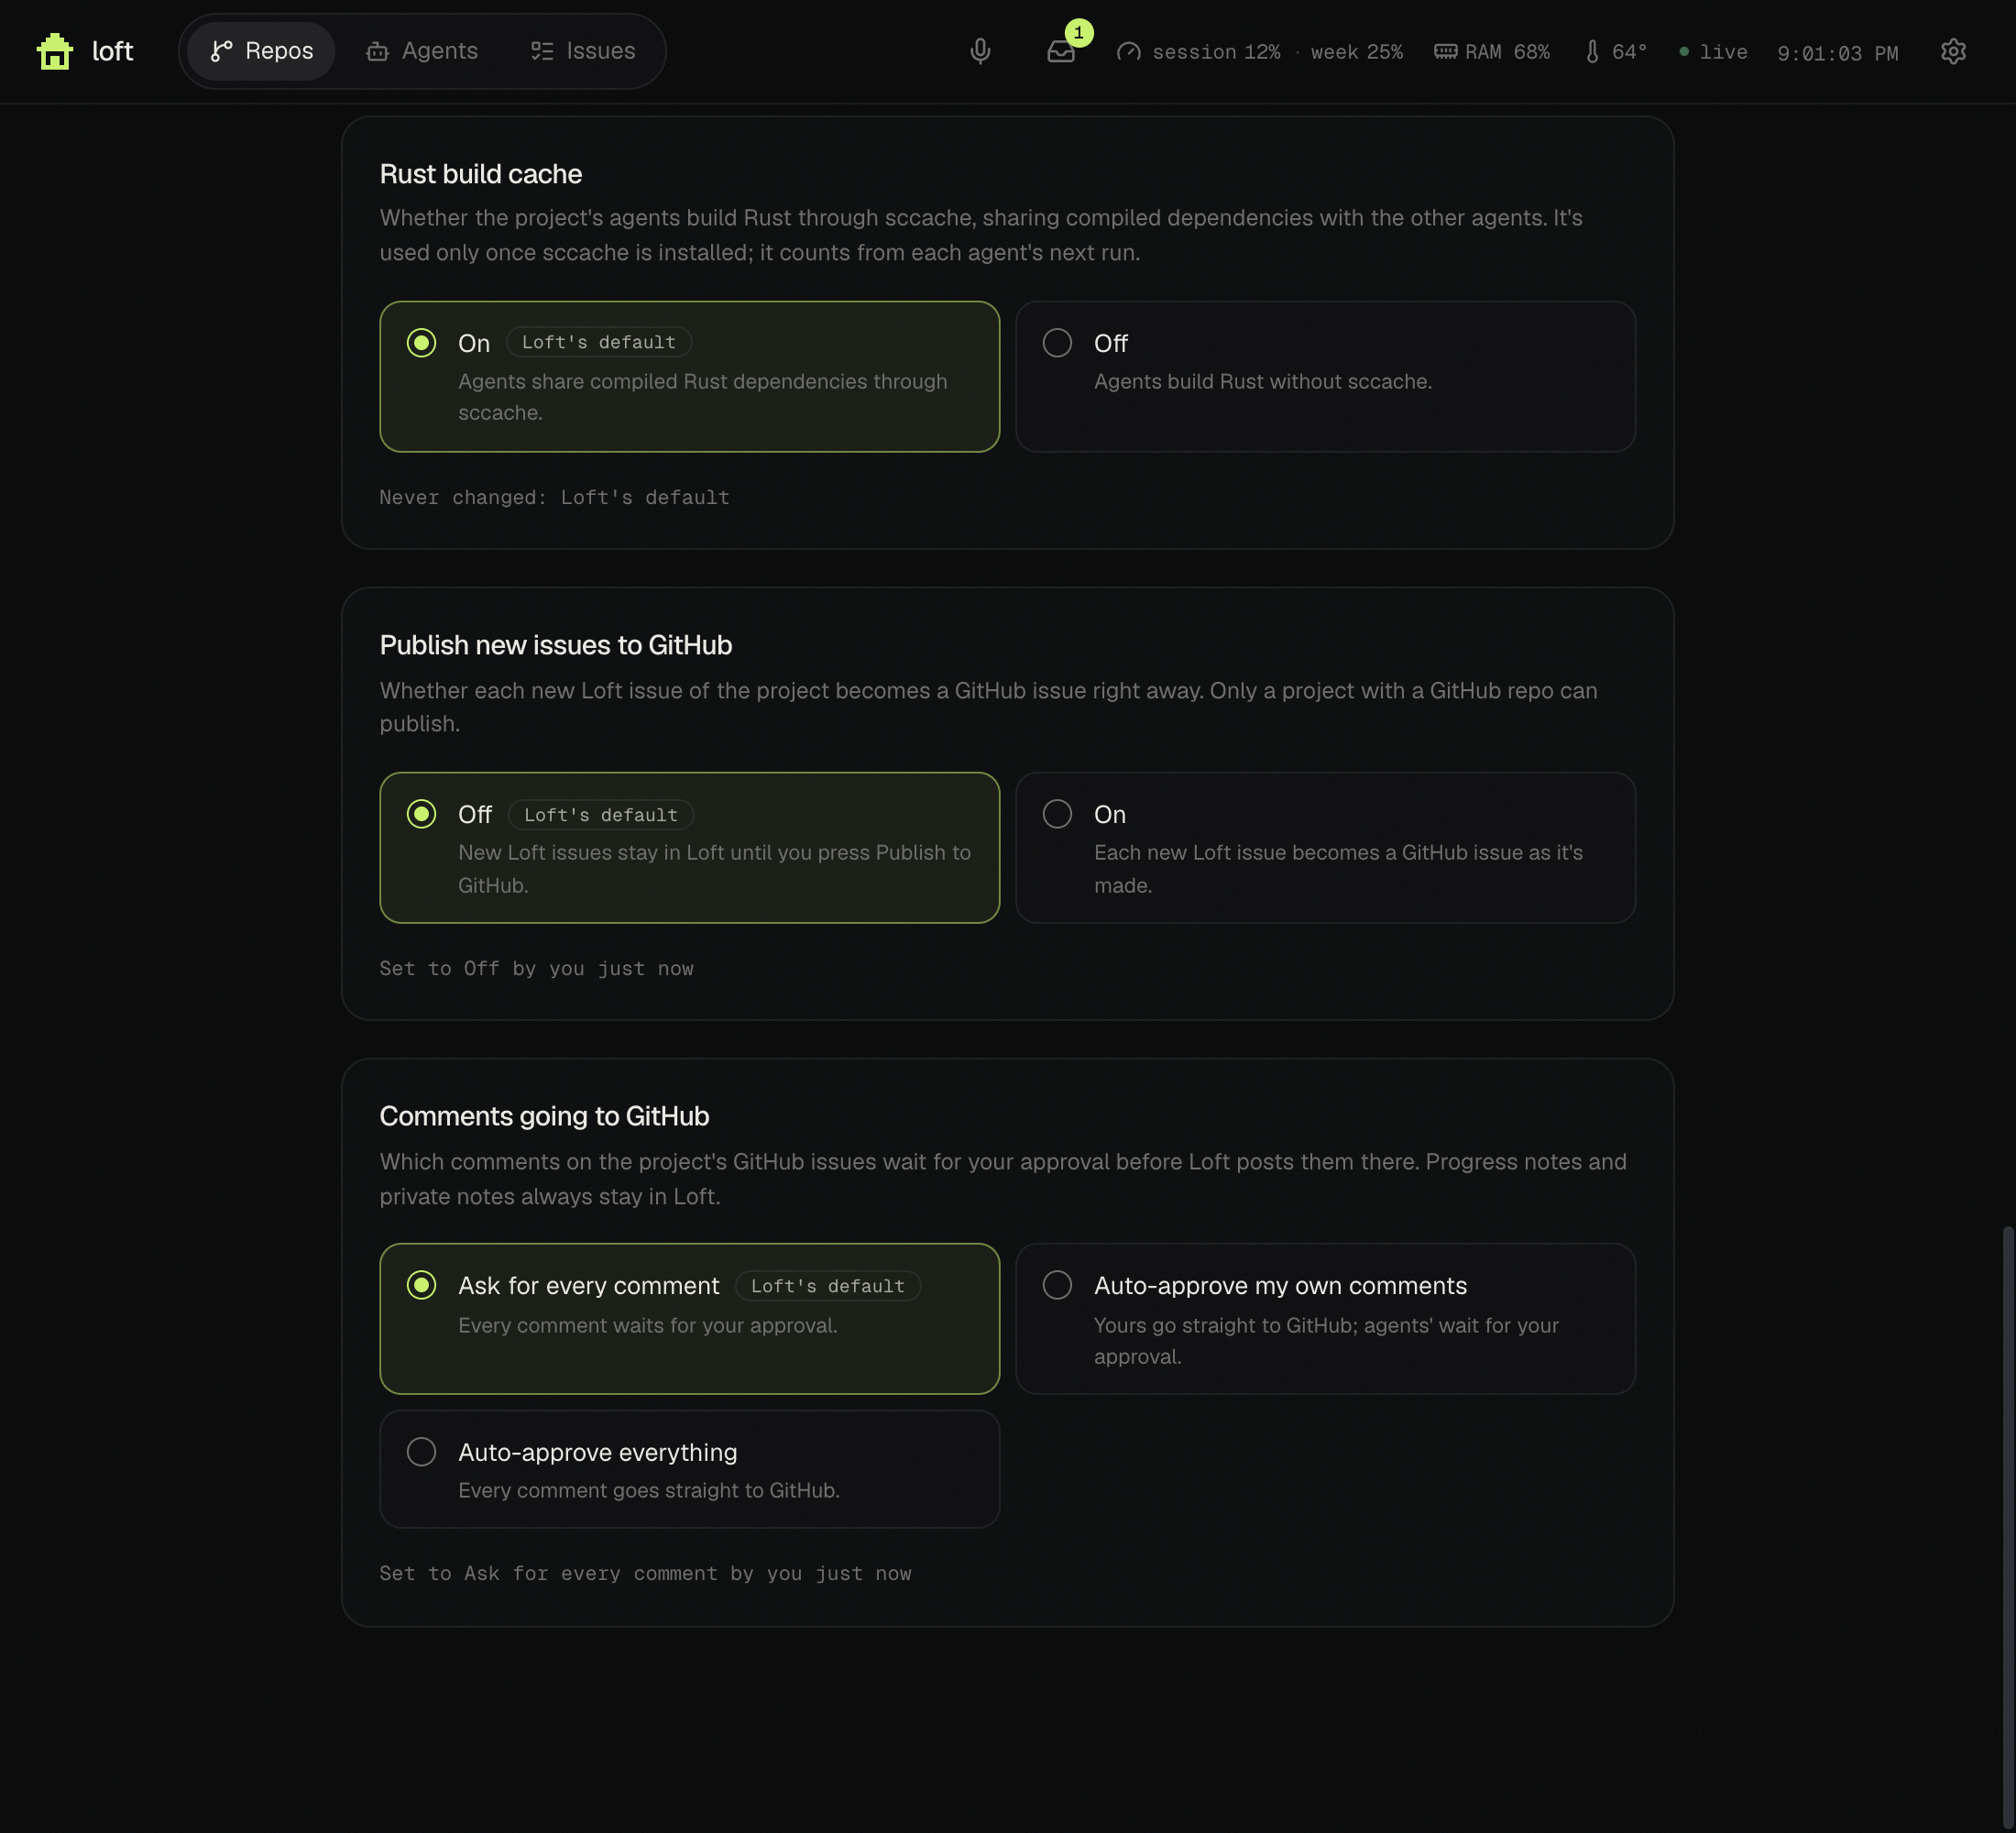 loft
Repos
Agents
Issues
1
session 12% · week 25%
RAM 68%
64°
live
9:01:03 PM
Rust build cache
Whether the project's agents build Rust through sccache, sharing compiled dependencies with the other agents. It's
used only once sccache is installed; it counts from each agent's next run.
On
Loft's default
Agents share compiled Rust dependencies through
sccache.
Off
Agents build Rust without sccache.
Never changed: Loft's default
Publish new issues to GitHub
Whether each new Loft issue of the project becomes a GitHub issue right away. Only a project with a GitHub repo can
publish.
Off
Loft's default
New Loft issues stay in Loft until you press Publish to
GitHub.
On
Each new Loft issue becomes a GitHub issue as it's
made.
Set to Off by you just now
Comments going to GitHub
Which comments on the project's GitHub issues wait for your approval before Loft posts them there. Progress notes and
private notes always stay in Loft.
Ask for every comment
Loft's default
Every comment waits for your approval.
Auto-approve my own comments
Yours go straight to GitHub; agents' wait for your
approval.
Auto-approve everything
Every comment goes straight to GitHub.
Set to Ask for every comment by you just now